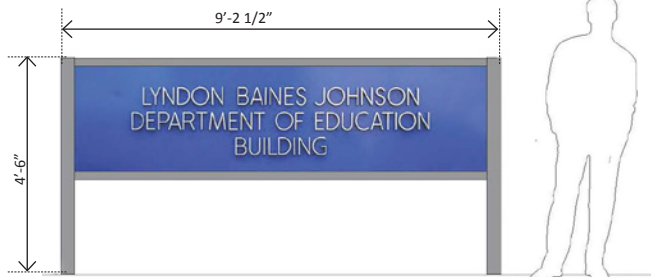 9’-2 1/2”
4’-6”
LYNDON BAINES JOHNSON
DEPARTMENT OF EDUCATION
BUILDING